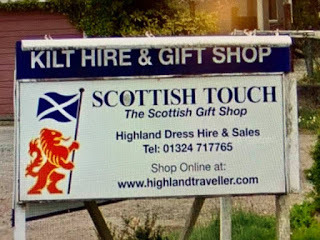 KILT HIRE & GIFT SHOP
SCOTTISH TOUCH
The Scottish Gift Shop
Highland Dress Hire & Sales
Tel: 01324 717765
Shop Online at:
www.highlandtraveller.com